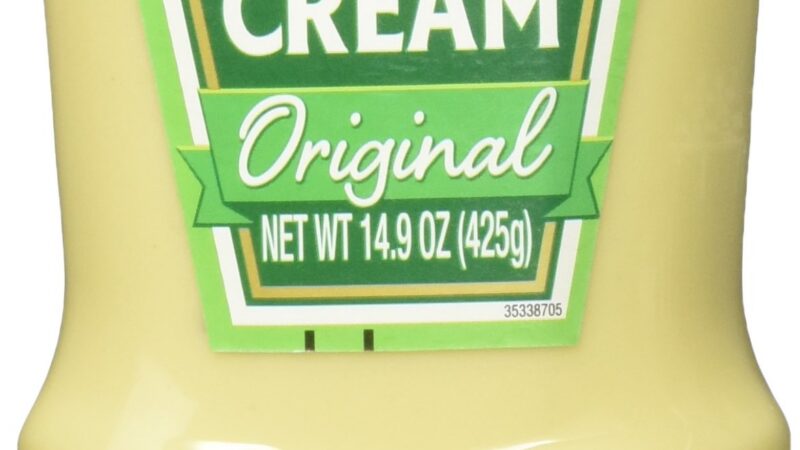 CREAM
Original
NET WT 14.9 OZ (425g)
35338705